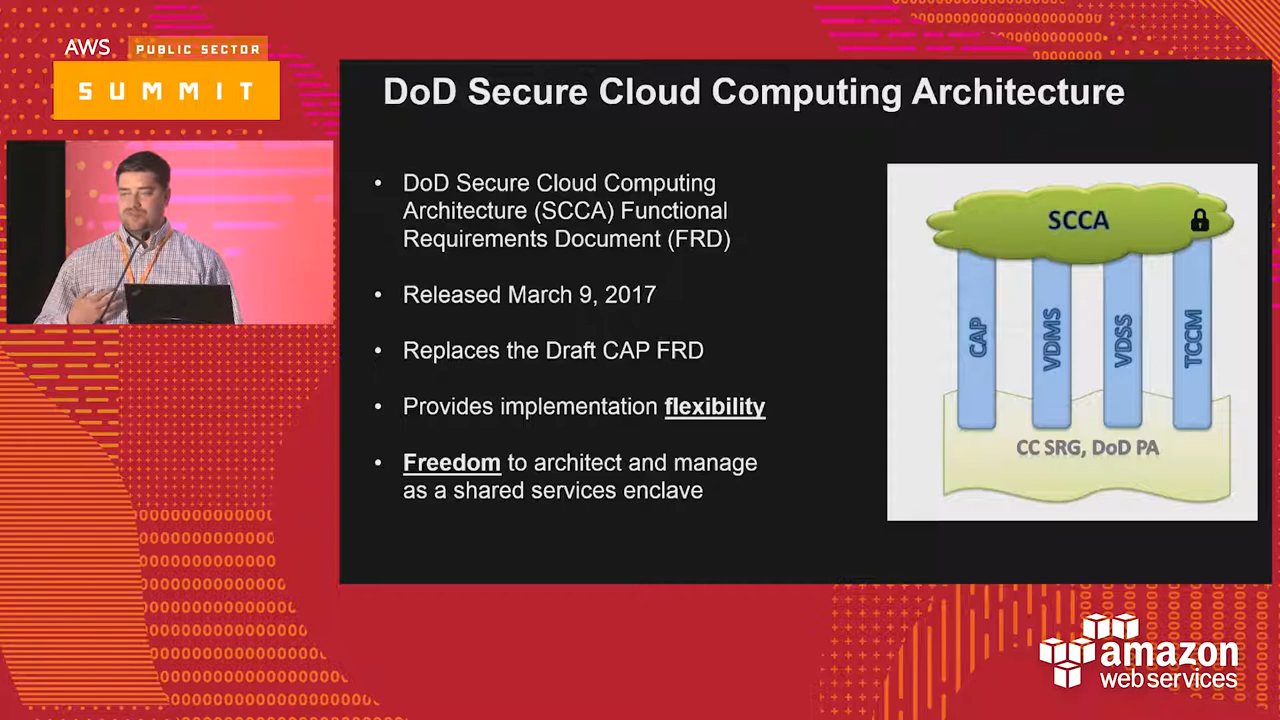 AWS PUBLIC SECTOR
SUMMIT
DoD Secure Cloud Computing Architecture
• DoD Secure Cloud Computing
Architecture (SCCA) Functional
Requirements Document (FRD)
• Released March 9, 2017
• Replaces the Draft CAP FRD
• Provides implementation flexibility
• Freedom to architect and manage
as a shared services enclave
SCCA
CAP
VDMS
VDSS
TCCM
CC SRG, DoD PA
amazon
web services